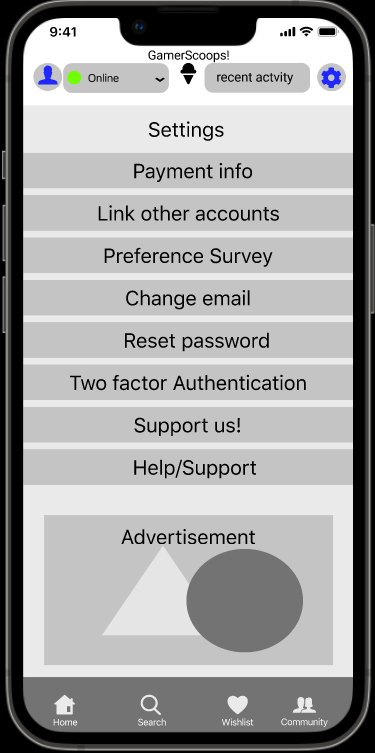 9:41
GamerScoops!
Online
recent actvity
Settings
Payment info
Link other accounts
Preference Survey
Change email
Reset password
Two factor Authentication
Support us!
Help/Support
Advertisement
Home
Search
Wishlist
Community